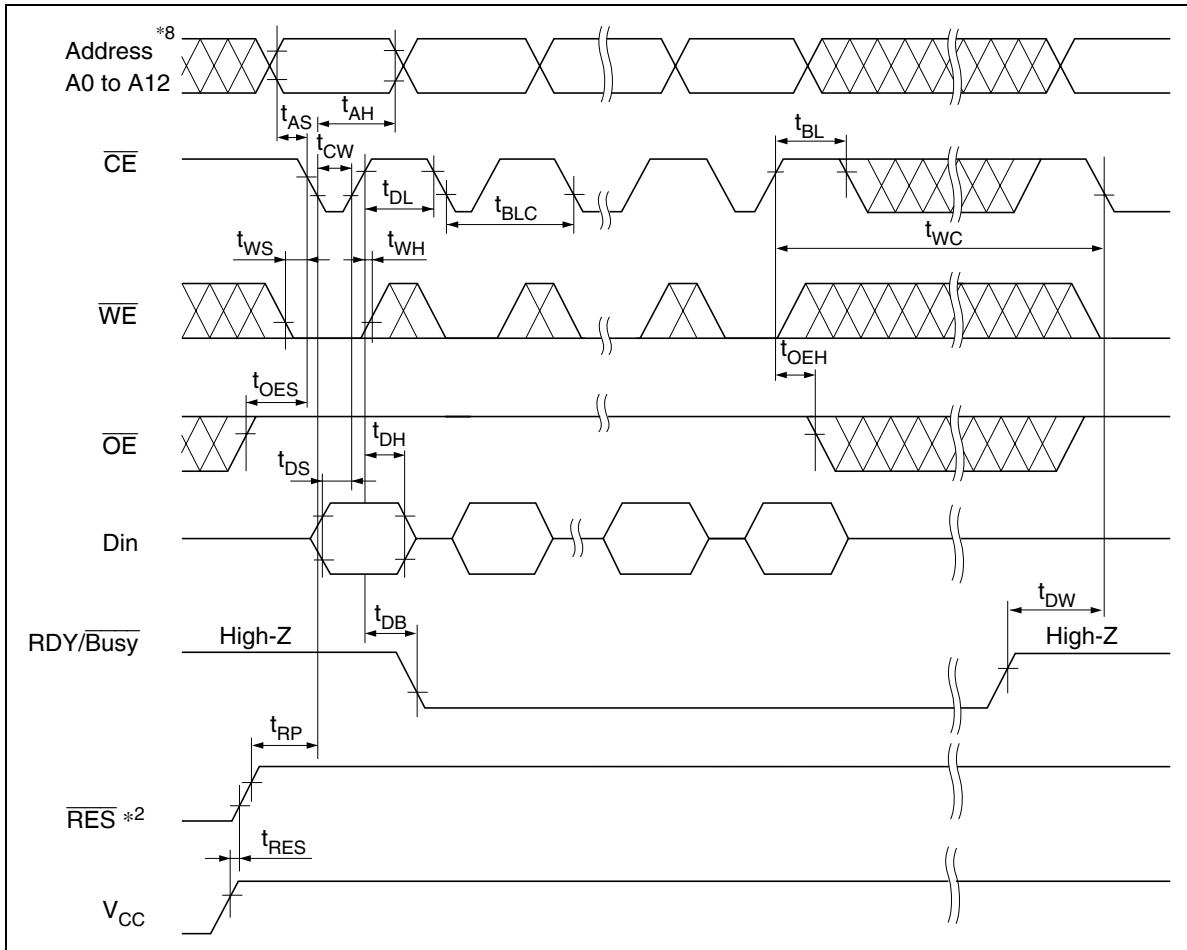 Address *8
A0 to A12
tAS
tAH
tCW
tBL
CE
tDL
tBLC
tWC
tWS
tWH
WE
tOEH
tOES
OE
tDH
tDS
Din
tDW
tDB
RDY/Busy
High-Z
High-Z
tRP
RES *2
tRES
VCC